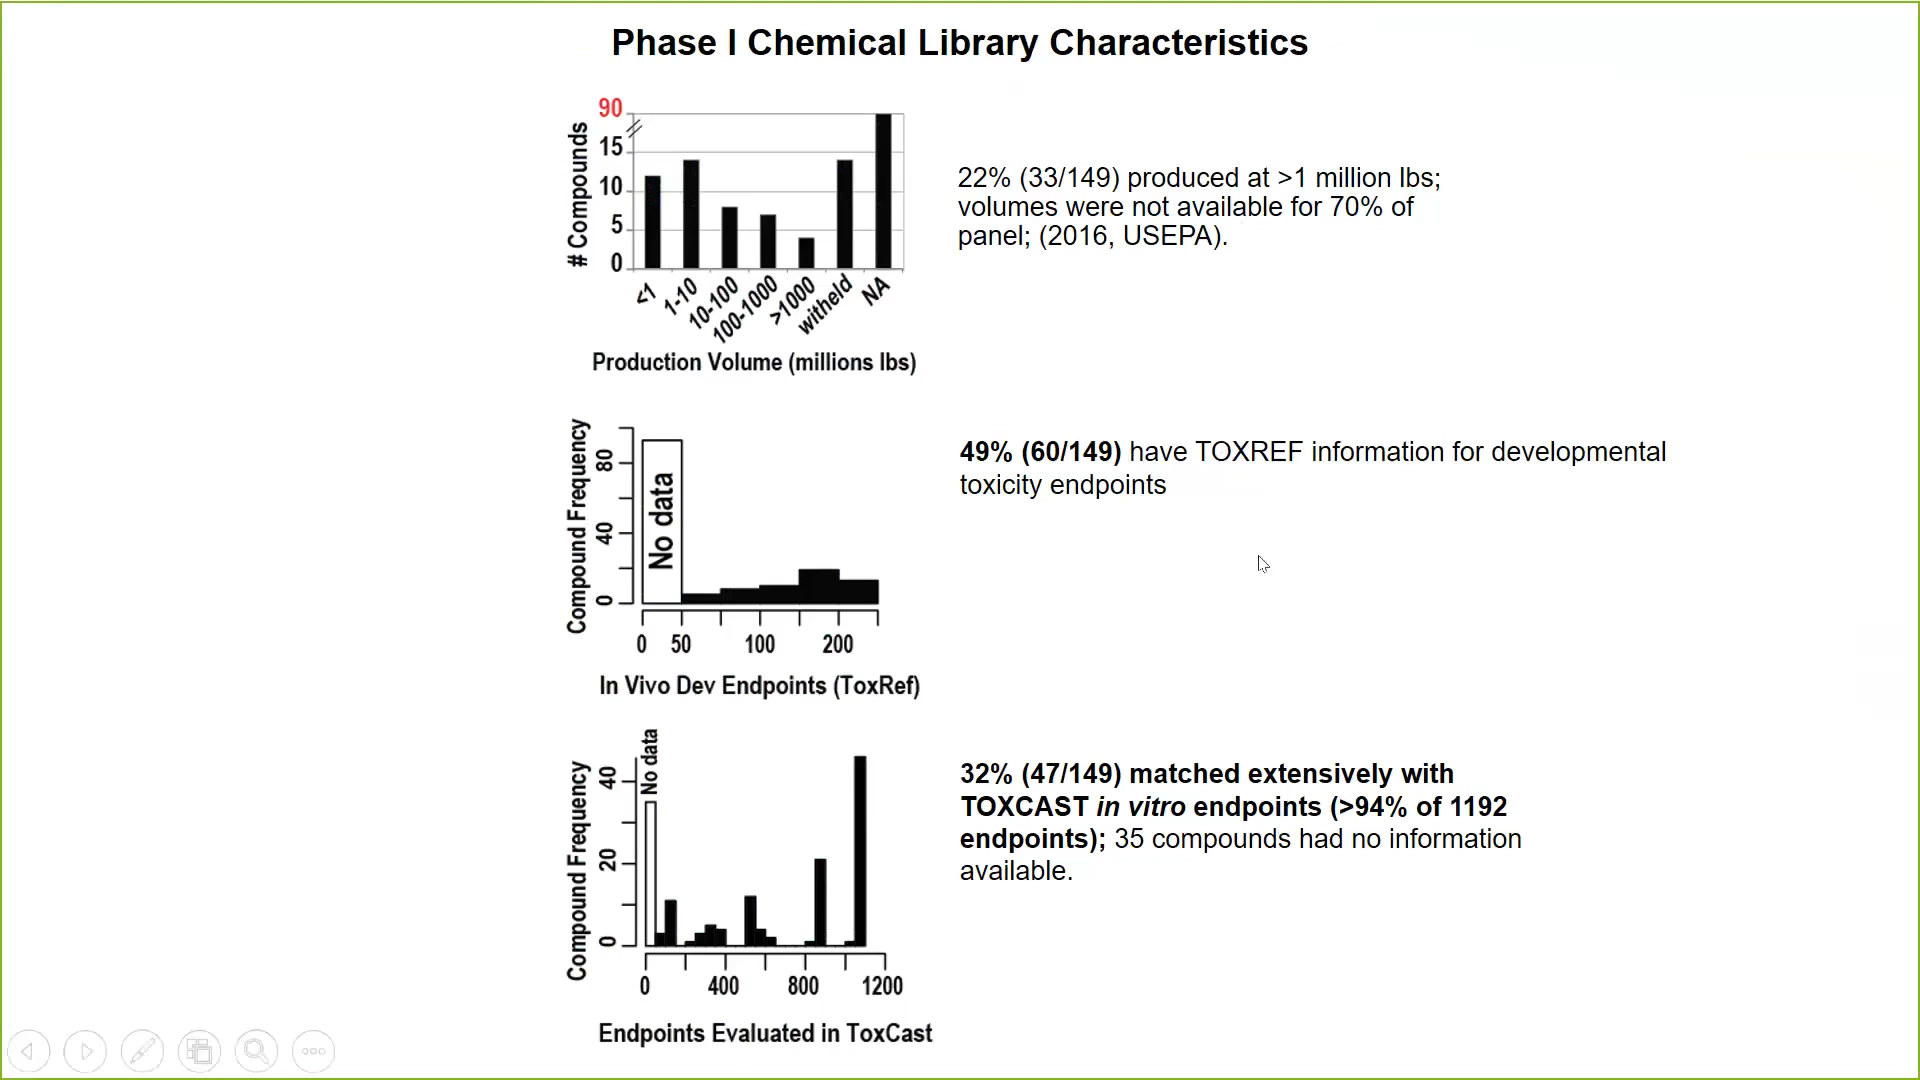 Phase I Chemical Library Characteristics
# Compounds
90
15
10
5
0
<1
1-10
10-100
100-1000
>1000
witheld
NA
Production Volume (millions lbs)
22% (33/149) produced at >1 million lbs;
volumes were not available for 70% of
panel; (2016, USEPA).
Compound Frequency
80
40
0
No data
0 50 100 200
In Vivo Dev Endpoints (ToxRef)
49% (60/149) have TOXREF information for developmental
toxicity endpoints
Compound Frequency
40
20
0
No data
0 400 800 1200
Endpoints Evaluated in ToxCast
32% (47/149) matched extensively with
TOXCAST in vitro endpoints (>94% of 1192
endpoints); 35 compounds had no information
available.